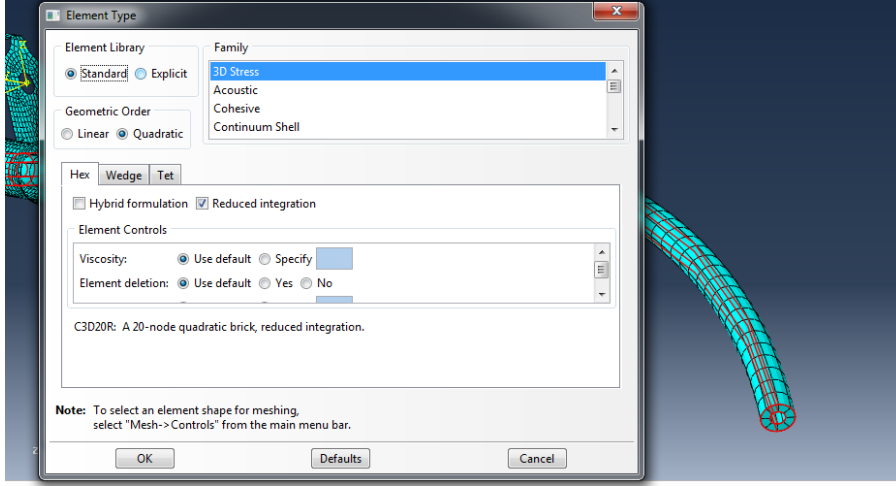 Element Type
Element Library
Standard Explicit
Geometric Order
Linear Quadratic
Family
3D Stress
Acoustic
Cohesive
Continuum Shell
Hex Wedge Tet
Hybrid formulation Reduced integration
Element Controls
Viscosity: Use default Specify
Element deletion: Use default Yes No
C3D20R: A 20-node quadratic brick, reduced integration.
Note: To select an element shape for meshing,
select "Mesh->Controls" from the main menu bar.
OK Defaults Cancel
z